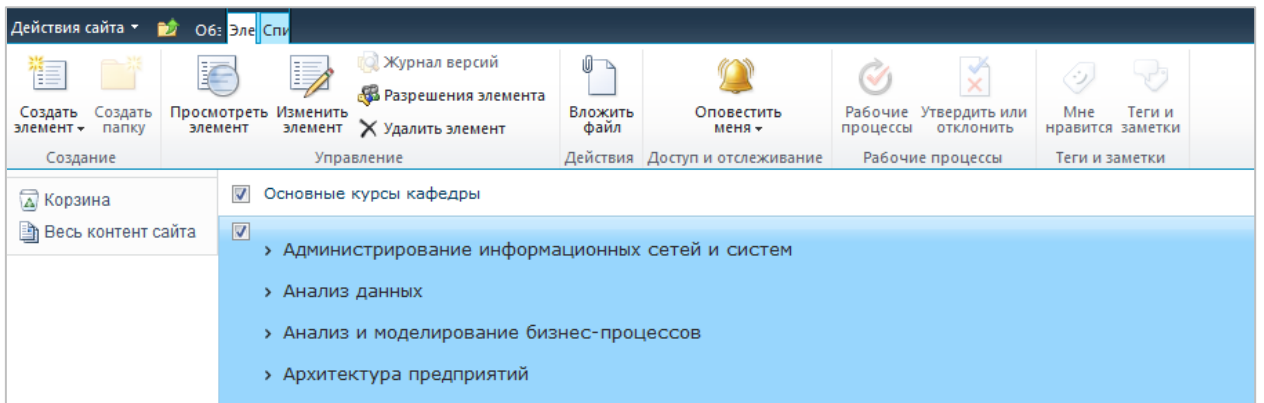 Действия сайта Обз Эле Спи
Журнал версий
Разрешения элемента
Удалить элемент
Создать элемент
Создать папку
Просмотреть элемент
Изменить элемент
Вложить файл
Оповестить меня
Рабочие процессы
Утвердить или отклонить
Мне нравится
Теги и заметки
Создание Управление Действия Доступ и отслеживание Рабочие процессы Теги и заметки
Корзина
Весь контент сайта
Основные курсы кафедры
› Администрирование информационных сетей и систем
› Анализ данных
› Анализ и моделирование бизнес-процессов
› Архитектура предприятий